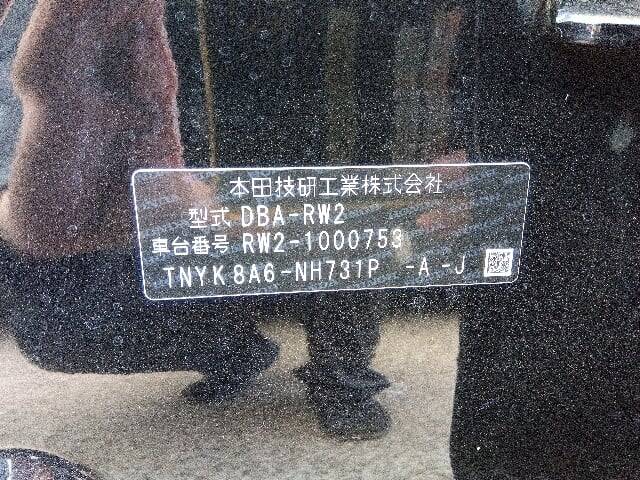 本田技研工業株式会社
型式 DBA-RW2
車台番号 RW2-1000753
TNYK8A6-NH731P -A -J